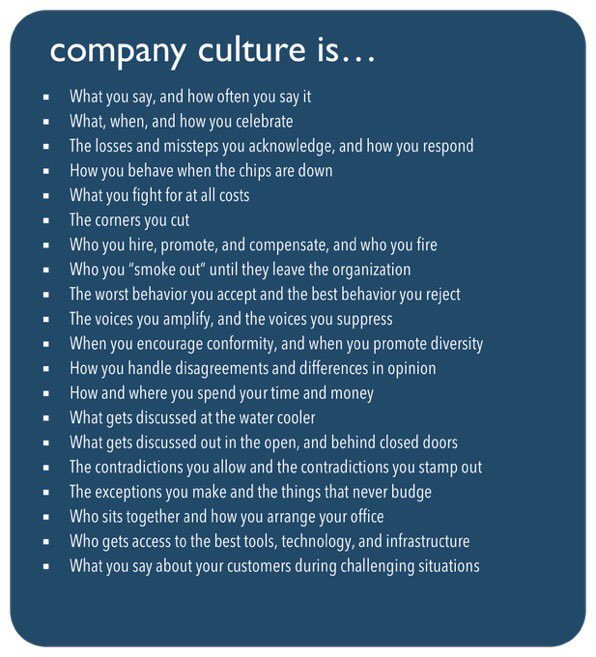 company culture is…
▪ What you say, and how often you say it
▪ What, when, and how you celebrate
▪ The losses and missteps you acknowledge, and how you respond
▪ How you behave when the chips are down
▪ What you fight for at all costs
▪ The corners you cut
▪ Who you hire, promote, and compensate, and who you fire
▪ Who you “smoke out” until they leave the organization
▪ The worst behavior you accept and the best behavior you reject
▪ The voices you amplify, and the voices you suppress
▪ When you encourage conformity, and when you promote diversity
▪ How you handle disagreements and differences in opinion
▪ How and where you spend your time and money
▪ What gets discussed at the water cooler
▪ What gets discussed out in the open, and behind closed doors
▪ The contradictions you allow and the contradictions you stamp out
▪ The exceptions you make and the things that never budge
▪ Who sits together and how you arrange your office
▪ Who gets access to the best tools, technology, and infrastructure
▪ What you say about your customers during challenging situations